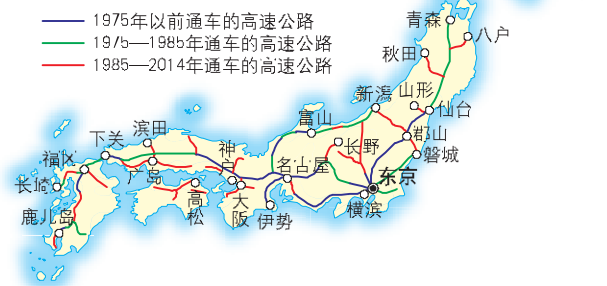 1975年以前通车的高速公路
1975—1985年通车的高速公路
1985—2014年通车的高速公路
青森
八户
秋田
新潟
山形
仙台
富山
郡山
长野
磐城
下关
滨田
神户
名古屋
东京
福冈
长崎
广岛
高松
大阪
伊势
横滨
鹿儿岛